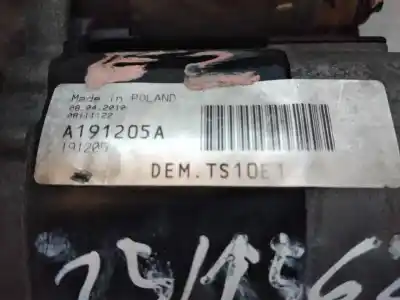 Made in POLAND
08.04.2010
A191205A
191205
DEM.TS10E1